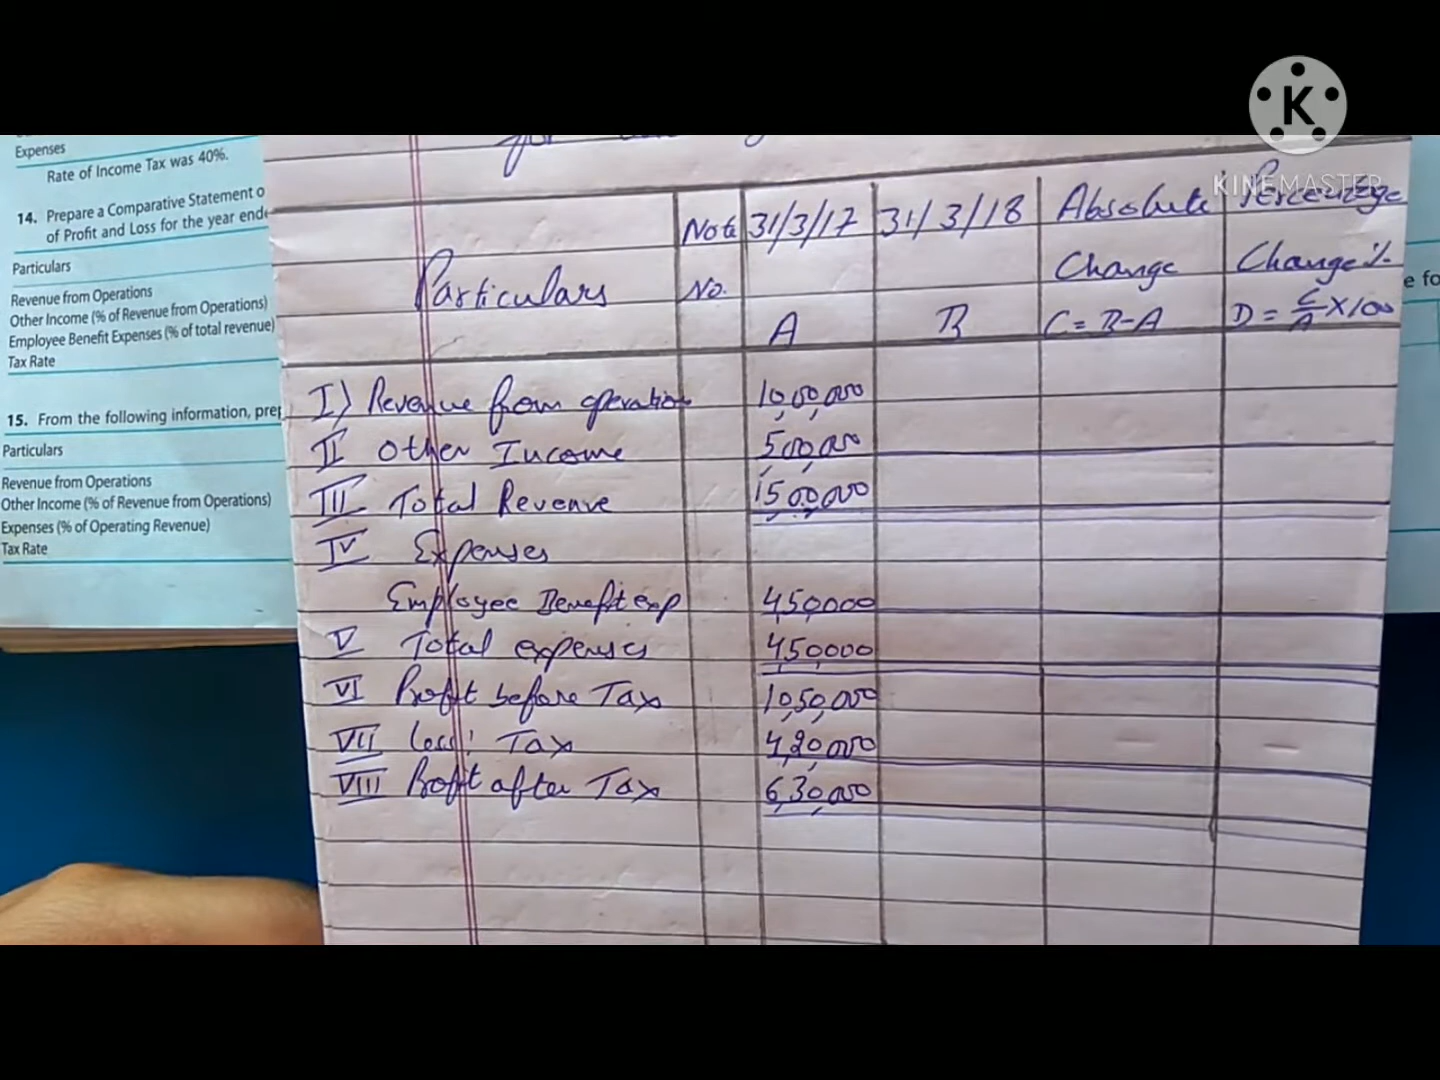 K
KINEMASTER
Expenses
Rate of Income Tax was 40%.
14. Prepare a Comparative Statement o
of Profit and Loss for the year end
Particulars
Revenue from Operations
Other Income (% of Revenue from Operations)
Employee Benefit Expenses (% of total revenue)
Tax Rate
15. From the following information, prep
Particulars
Revenue from Operations
Other Income (% of Revenue from Operations)
Expenses (% of Operating Revenue)
Tax Rate
e fo
for
Particulars
Note No.
31/3/17
A
31/3/18
B
Absolute
Change
C = B-A
Percentage
Change %
D = C/A X100
I) Revenue from operation 10,00,000
II Other Income 500,000
III Total Revenue 1500,000
IV Expenses
Employee Benefit exp 450000
V Total expenses 450000
VI Profit before Tax 10,50,000
VII Less: Tax 4,20,000 - -
VIII Profit after Tax 6,30,000